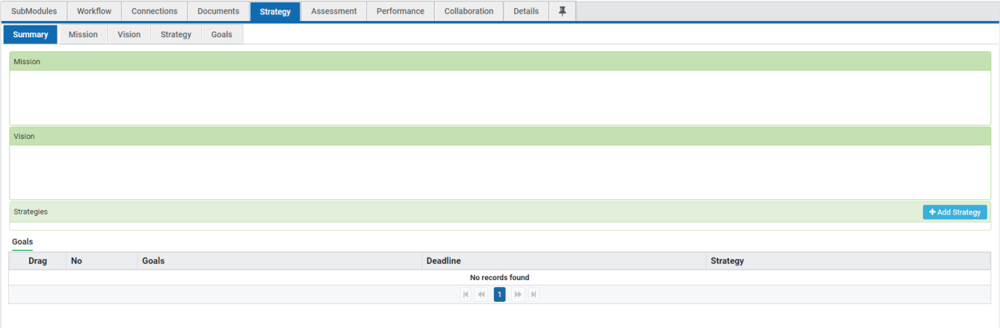 SubModules Workflow Connections Documents Strategy Assessment Performance Collaboration Details
Summary Mission Vision Strategy Goals
Mission
Vision
Strategies + Add Strategy
Goals
Drag No Goals Deadline Strategy
No records found
1